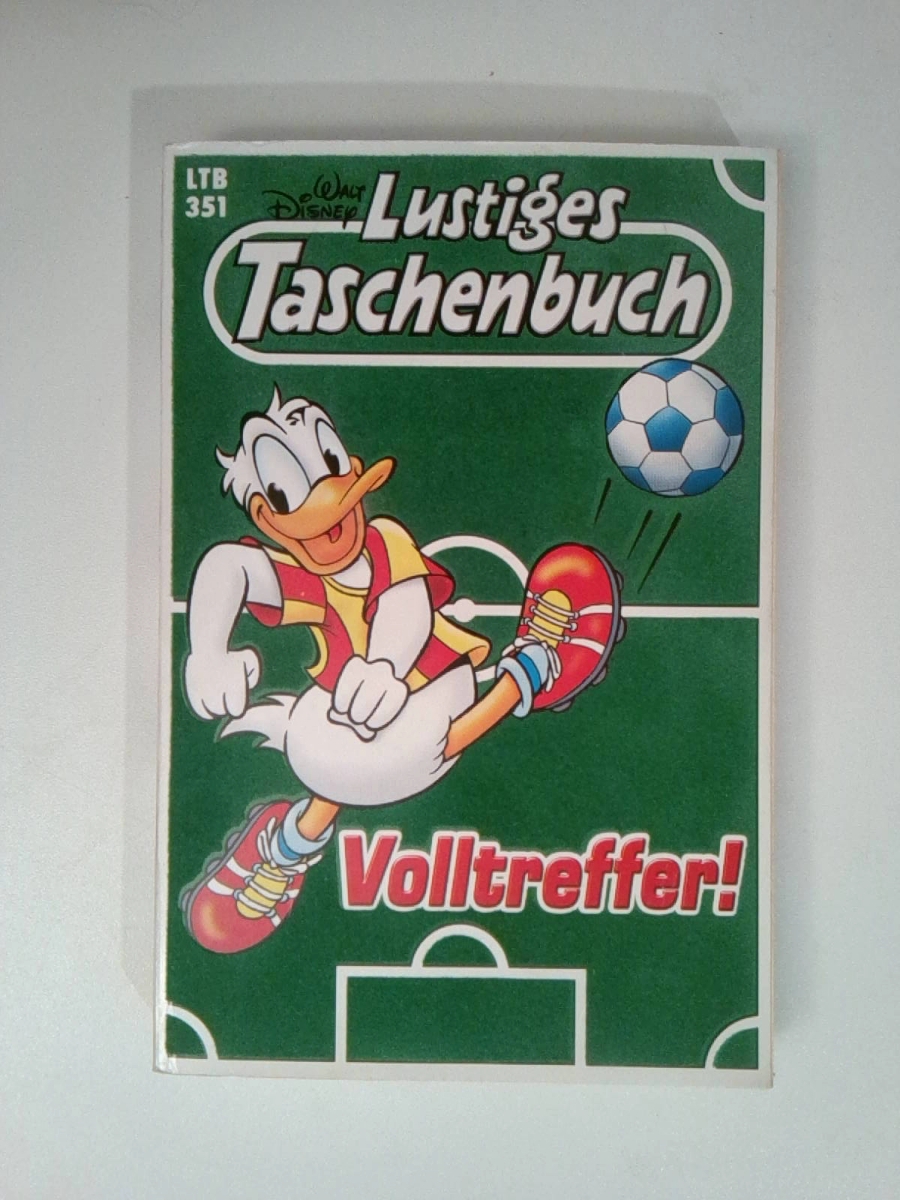 LTB
351
Walt
Disney
Lustiges
Taschenbuch
Volltreffer!